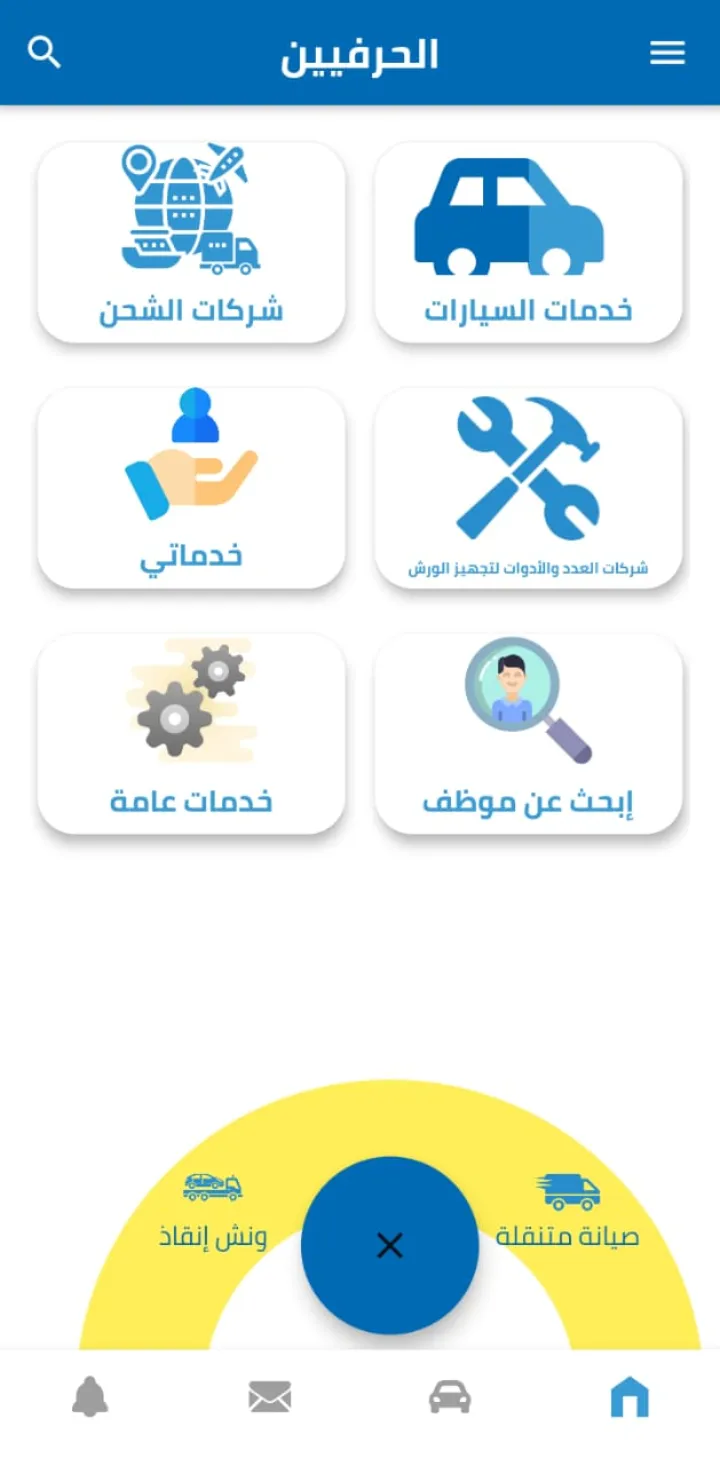 الحرفيين
خدمات السيارات
شركات الشحن
شركات العدد والأدوات لتجهيز الورش
خدماتي
إبحث عن موظف
خدمات عامة
صيانة متنقلة
ونش إنقاذ